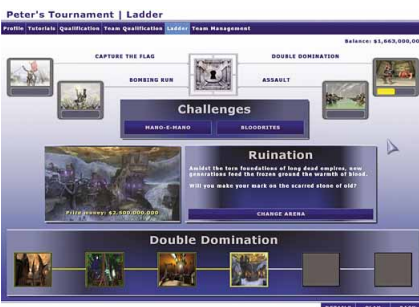 Peter's Tournament | Ladder
Profile Tutorials Qualification Team Qualification Ladder Team Management
Balance: $1,663,000,00
CAPTURE THE FLAG
DOUBLE DOMINATION
BOMBING RUN
ASSAULT
Challenges
MANO-E-MANO
BLOODRITES
Ruination
Amidst the torn foundations of long dead empires, new
generations feed the frozen ground the warmth of blood.
Will you make your mark on the scarred stone of old?
Prize money: $2,900,000,000
CHANGE ARENA
Double Domination